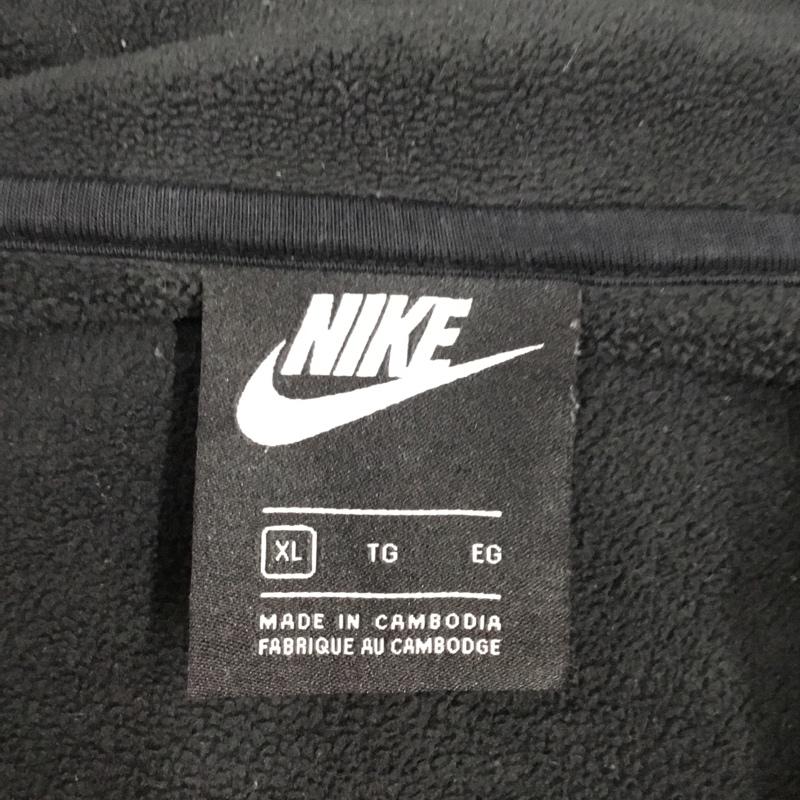 NIKE
XL TG EG
MADE IN CAMBODIA
FABRIQUE AU CAMBODGE